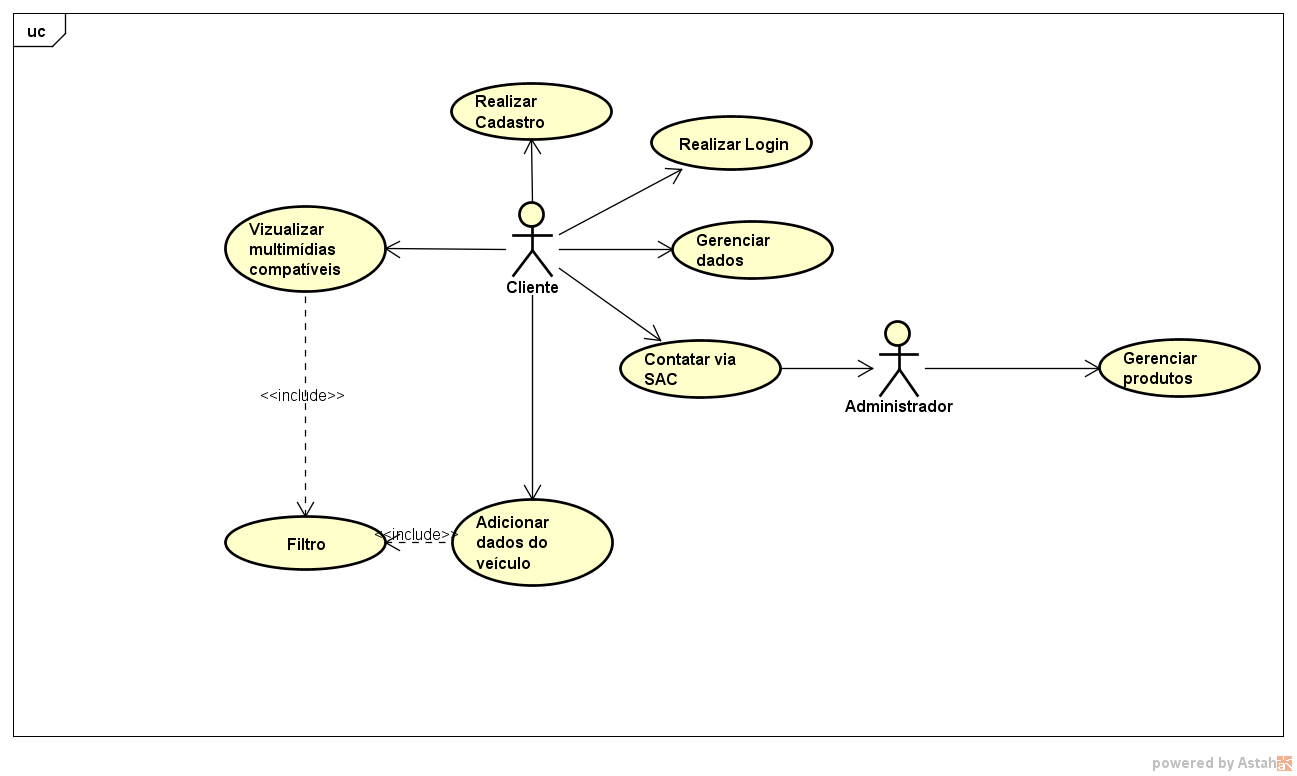 uc
Realizar
Cadastro
Realizar Login
Vizualizar
multimídias
compatíveis
Gerenciar
dados
Cliente
Contatar via
SAC
Gerenciar
produtos
Administrador
<<include>>
Adicionar
dados do
veículo
<<include>>
Filtro
powered by Astah